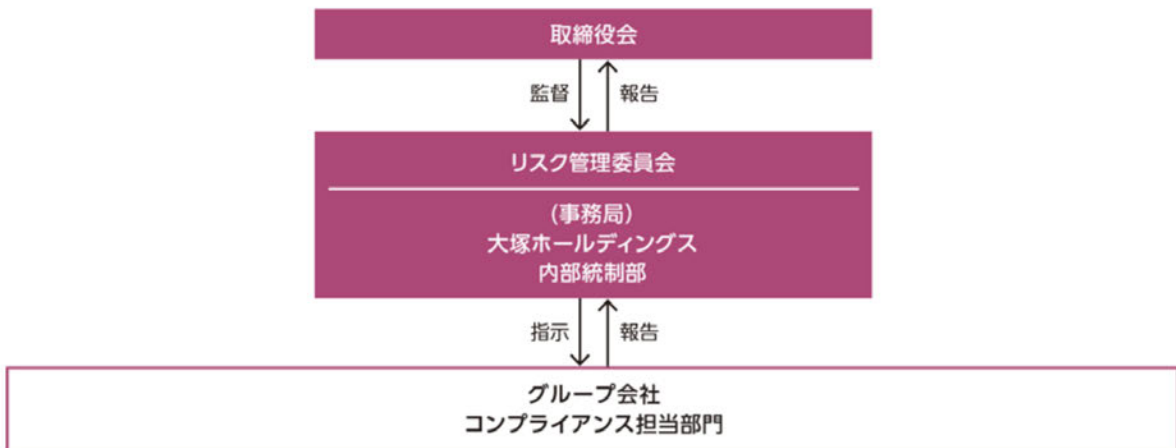 取締役会
監督
報告
リスク管理委員会
(事務局)
大塚ホールディングス
内部統制部
指示
報告
グループ会社
コンプライアンス担当部門